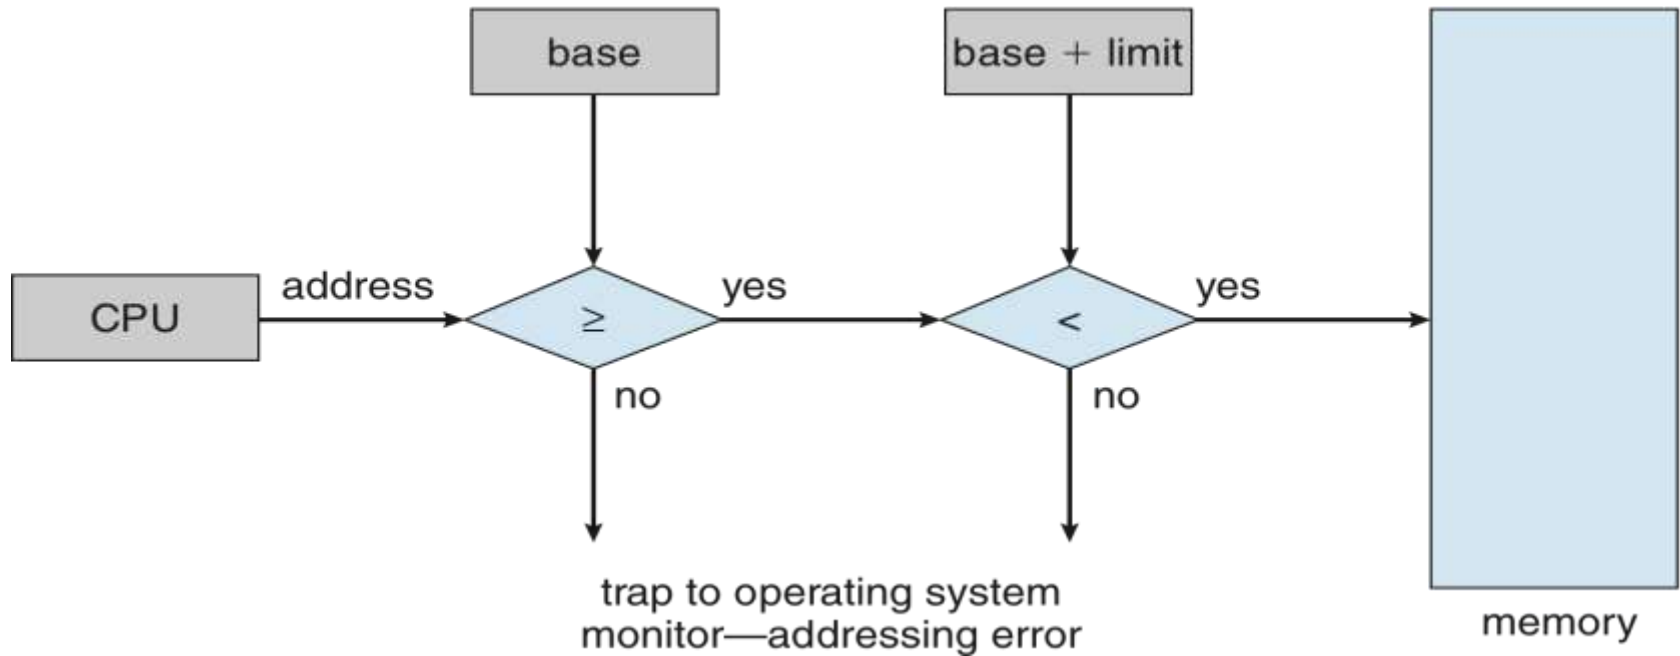 base
base + limit
CPU
address
≥
yes
<
yes
no
no
trap to operating system
monitor—addressing error
memory